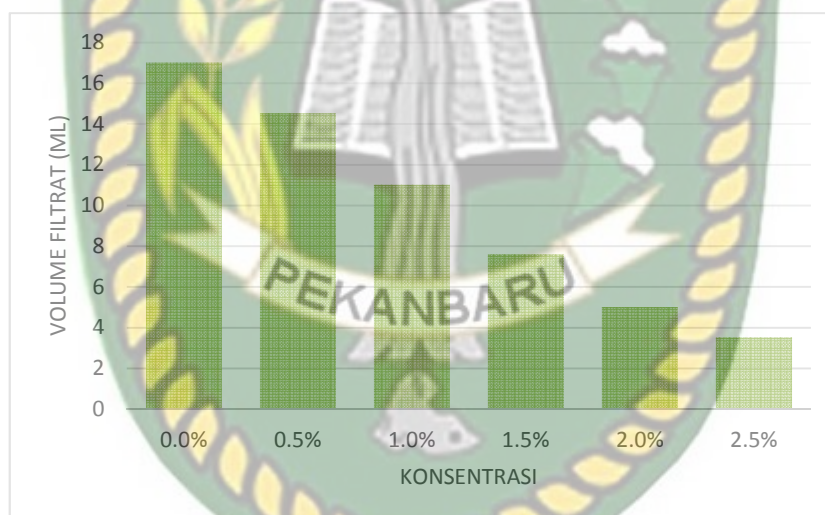 18
16
14
12
10
8
6
4
2
0
VOLUME FILTRAT (ML)
PEKANBARU
0.0% 0.5% 1.0% 1.5% 2.0% 2.5%
KONSENTRASI